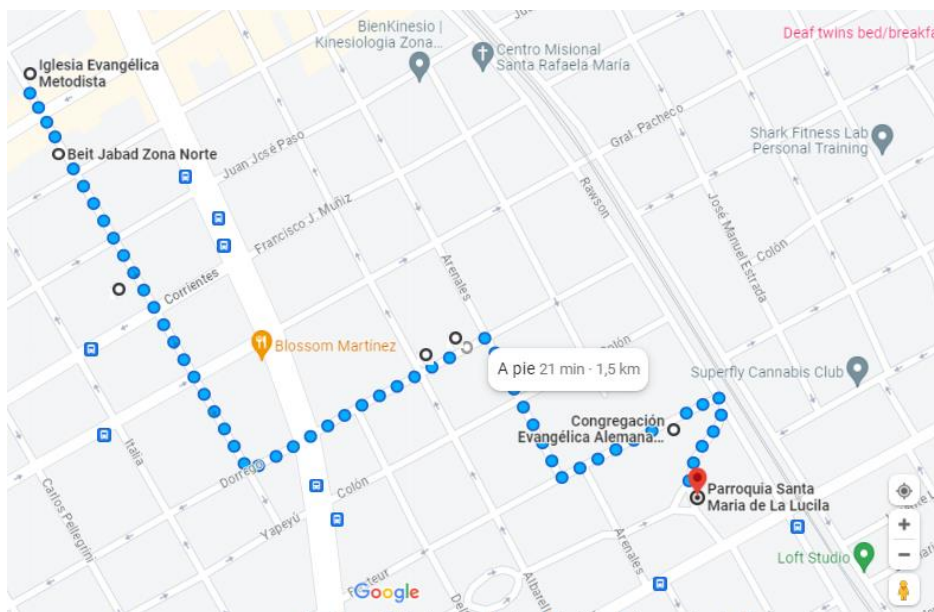 BienKinesio |
Kinesiologia Zona...
Jua
Deaf twins bed/breakfa
Iglesia Evangélica
Metodista
Centro Misional
Santa Rafaela María
Gral. Pacheco
Shark Fitness Lab
Personal Training
Beit Jabad Zona Norte
Juan José Paso
Rawson
José Manuel Estrada
Francisco J. Muñiz
Colón
Arenales
Corrientes
Blossom Martínez
Colón
A pie 21 min · 1,5 km
Superfly Cannabis Club
Congregación
Evangélica Alemana...
Italia
Dorrego
Colón
Carlos Pellegrini
Yapeyú
Parroquia Santa
Maria de La Lucila
Arenales
Loft Studio
Albarell
Google